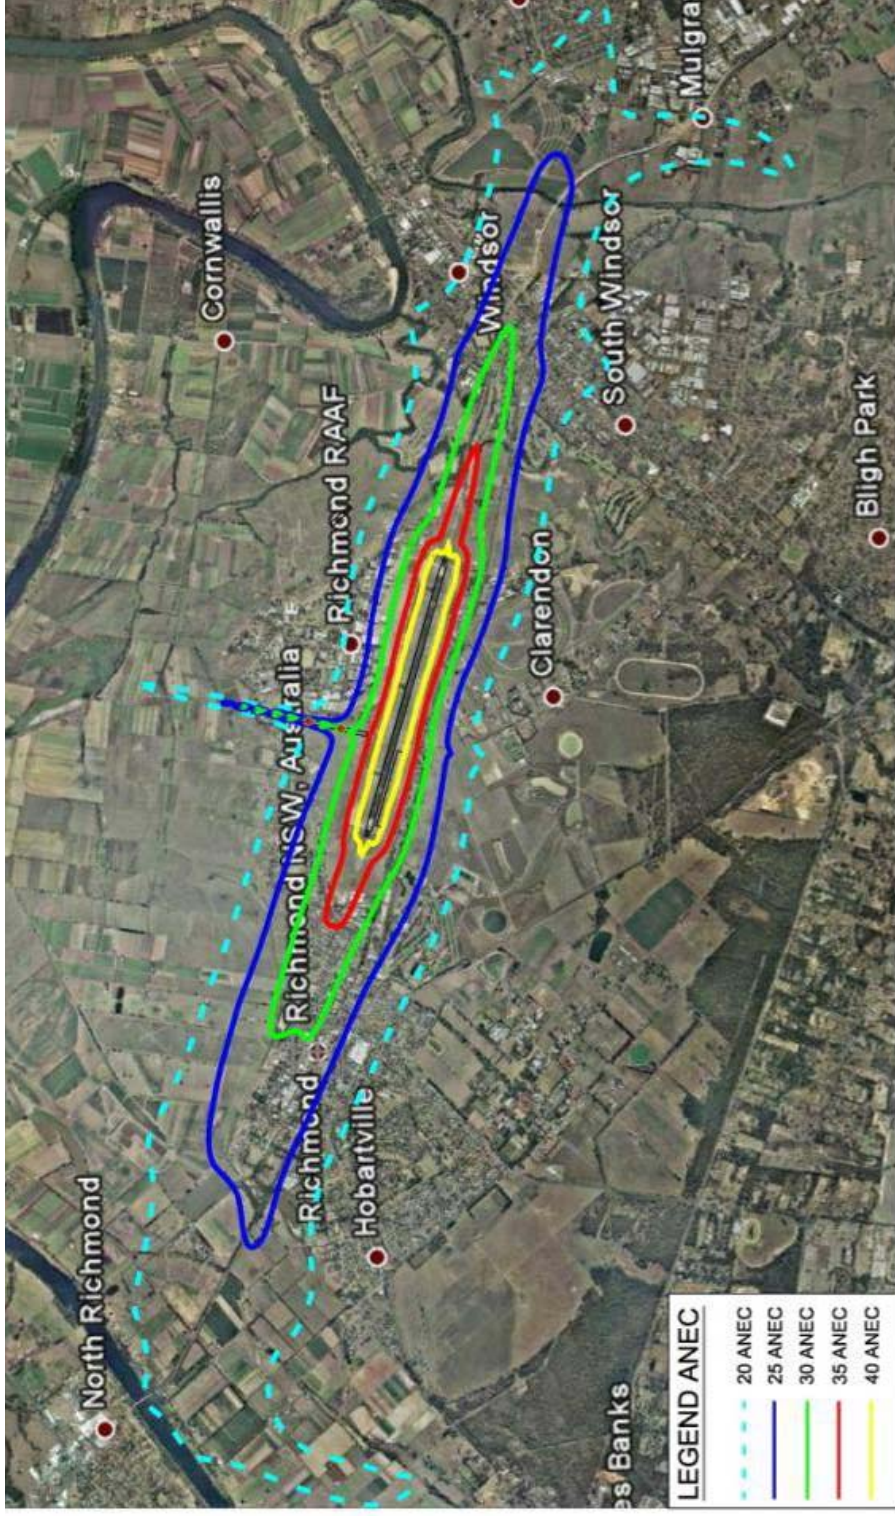 North Richmond
Cornwallis
Mulgra
Richmond RAAF
Windsor
Richmond NSW, Australia
Richmond
Hobartville
South Windsor
Clarendon
Bligh Park
es Banks
LEGEND ANEC
20 ANEC
25 ANEC
30 ANEC
35 ANEC
40 ANEC